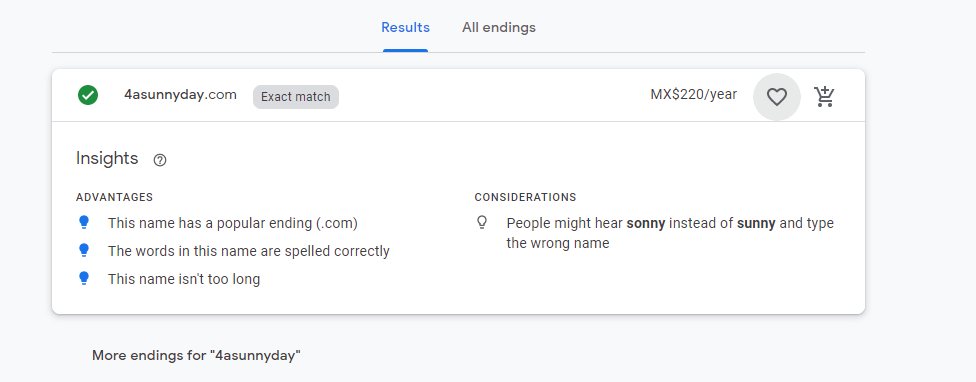 Results All endings
4asunnyday.com Exact match MX$220/year
Insights
ADVANTAGES
This name has a popular ending (.com)
The words in this name are spelled correctly
This name isn't too long
CONSIDERATIONS
People might hear sonny instead of sunny and type
the wrong name
More endings for "4asunnyday"